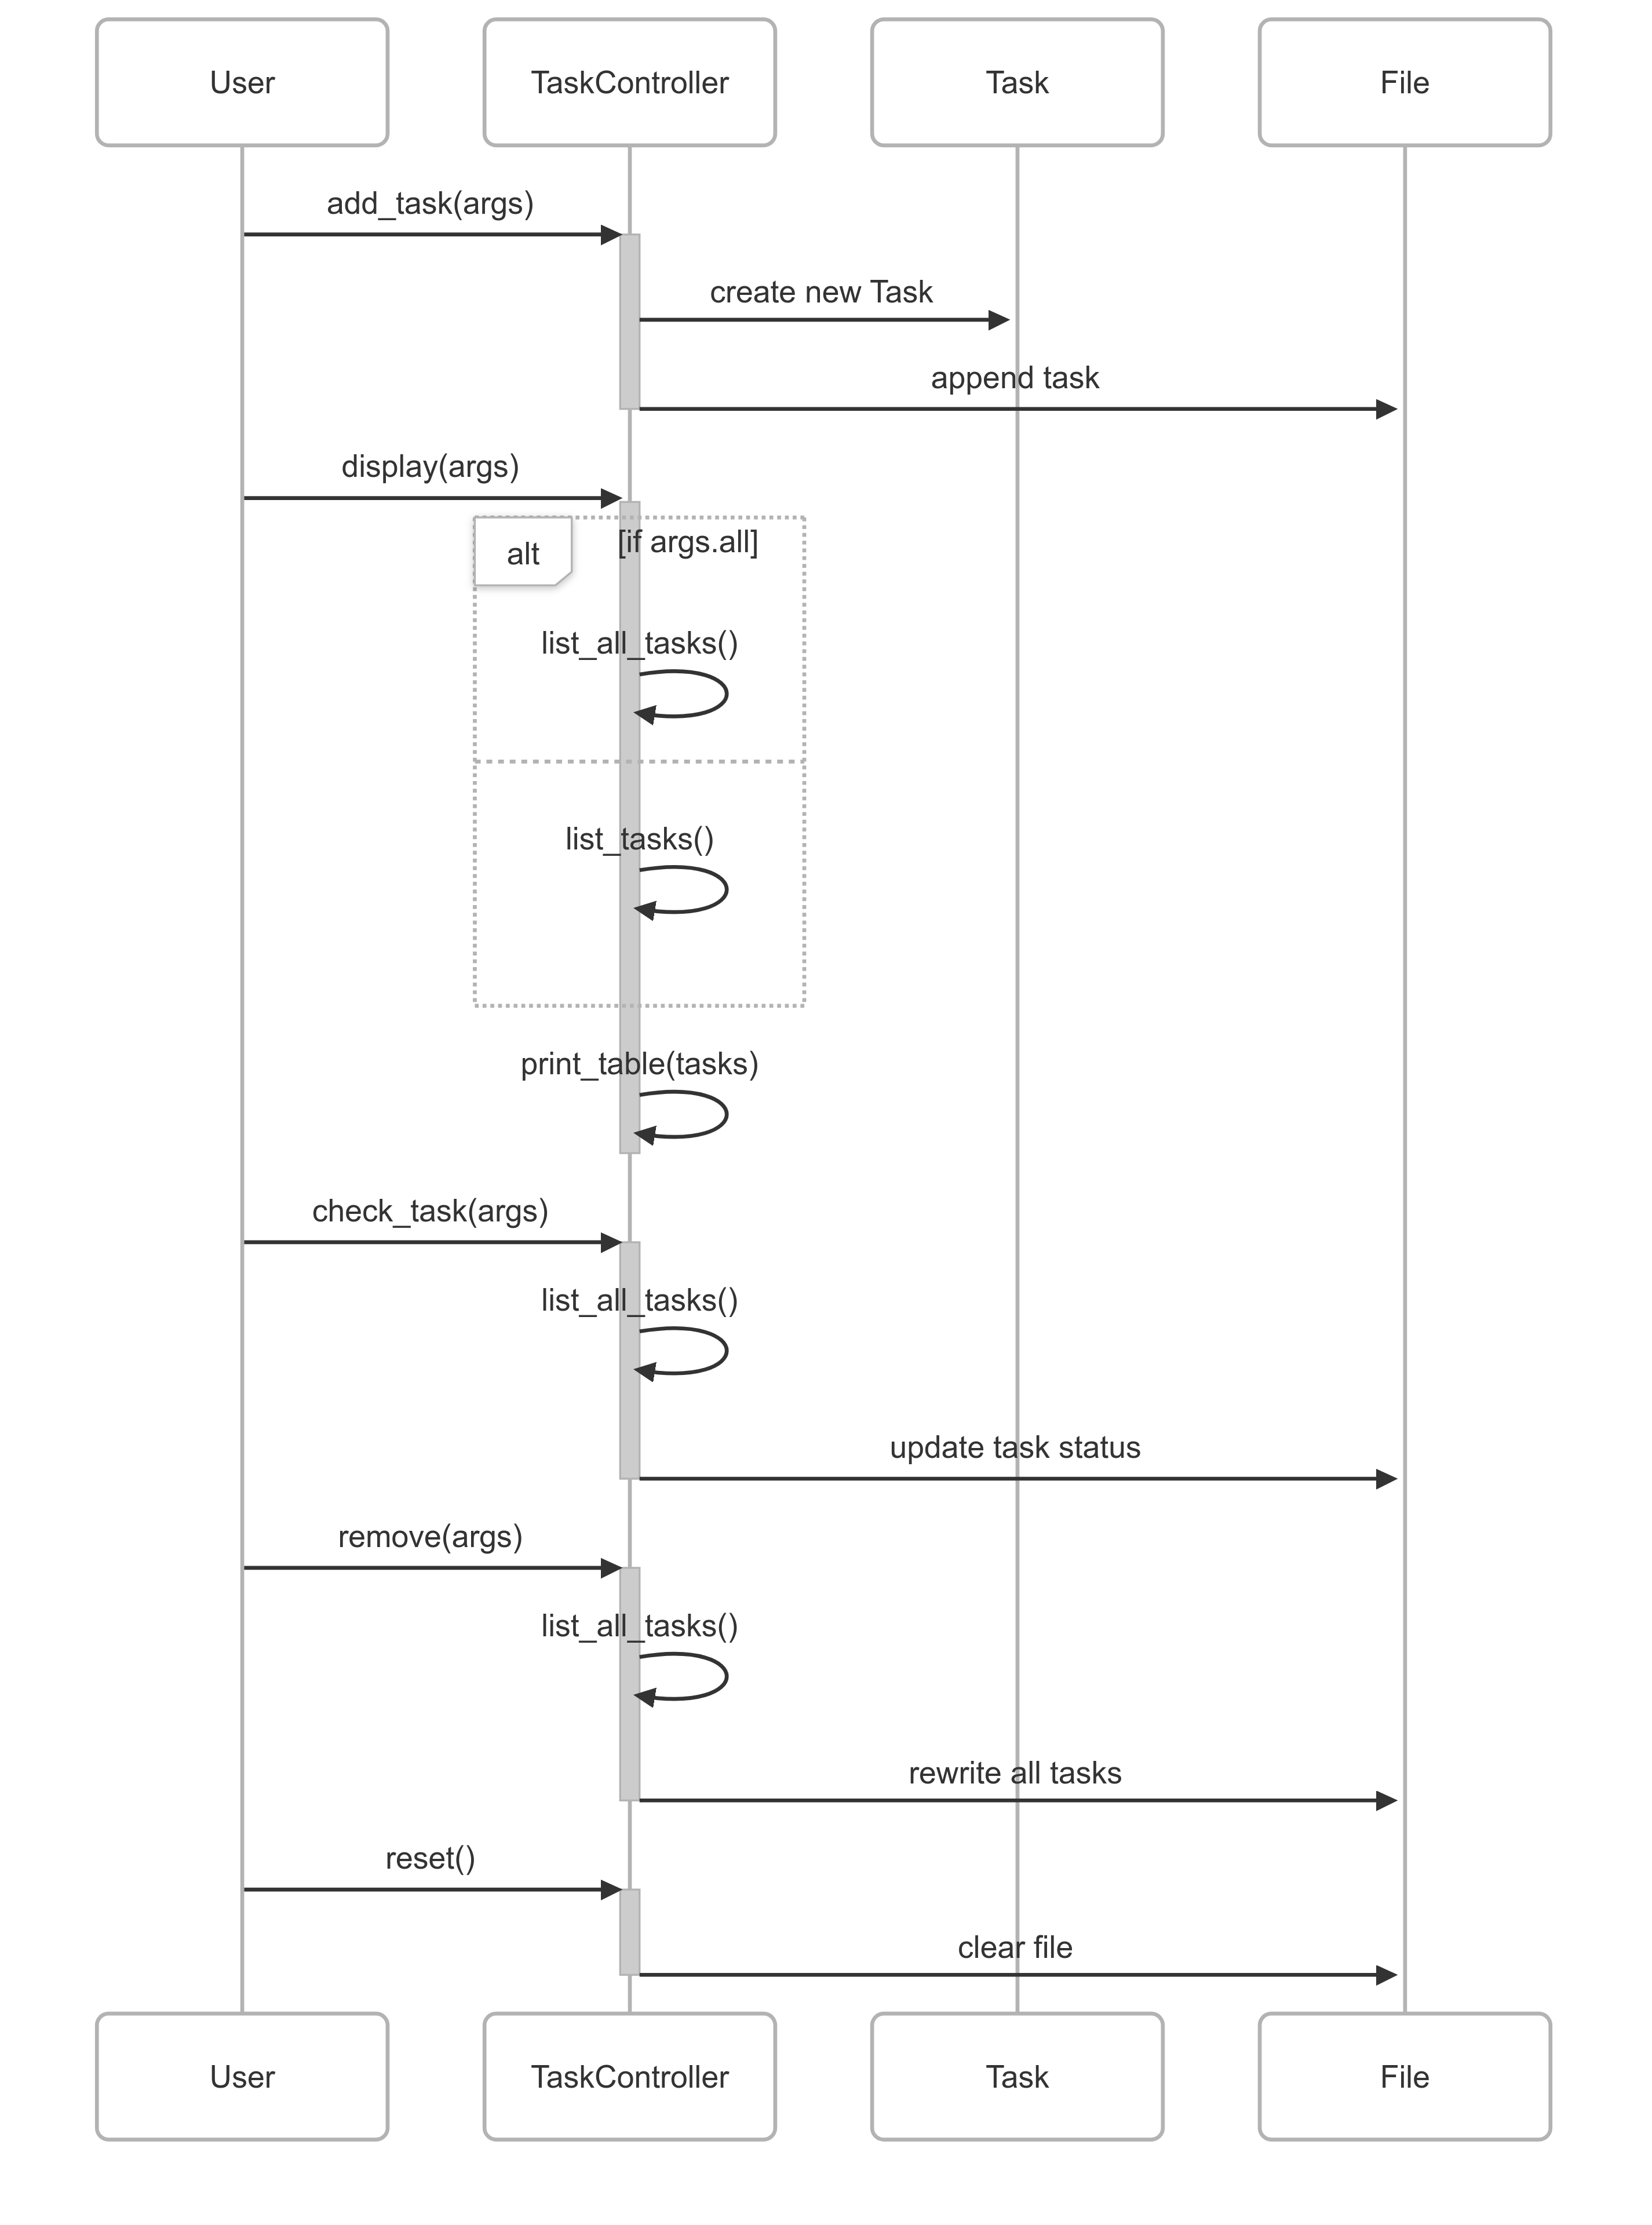 User
TaskController
Task
File
add_task(args)
create new Task
append task
display(args)
alt
[if args.all]
list_all_tasks()
list_tasks()
print_table(tasks)
check_task(args)
list_all_tasks()
update task status
remove(args)
list_all_tasks()
rewrite all tasks
reset()
clear file
User
TaskController
Task
File